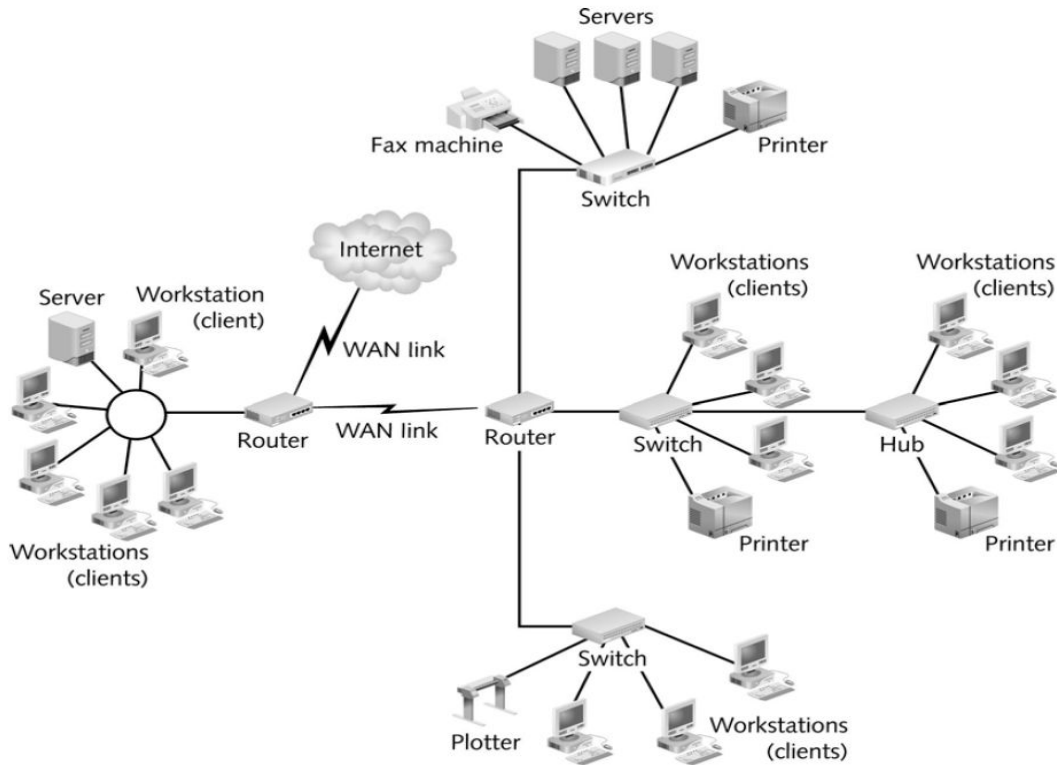 Servers
Fax machine
Printer
Switch
Internet
Workstations
(clients)
Workstations
(clients)
Server
Workstation
(client)
WAN link
Router
WAN link
Router
Switch
Hub
Printer
Printer
Workstations
(clients)
Switch
Plotter
Workstations
(clients)